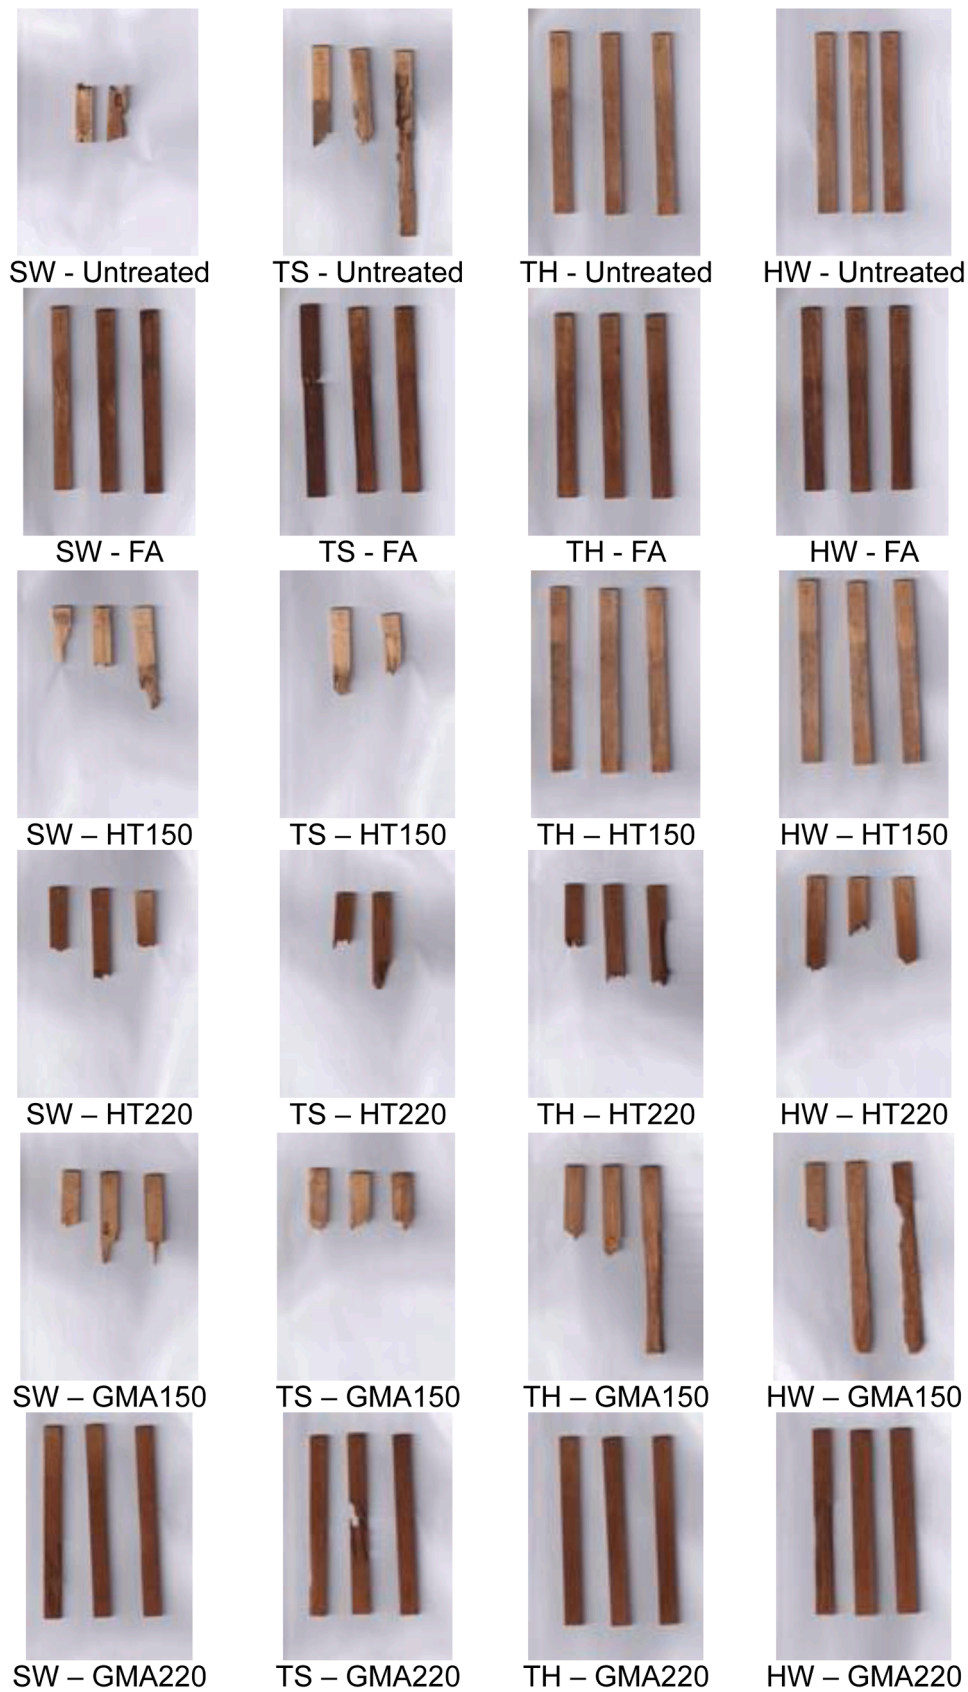 SW - Untreated
TS - Untreated
TH - Untreated
HW - Untreated
SW - FA
TS - FA
TH - FA
HW - FA
SW – HT150
TS – HT150
TH – HT150
HW – HT150
SW – HT220
TS – HT220
TH – HT220
HW – HT220
SW – GMA150
TS – GMA150
TH – GMA150
HW – GMA150
SW – GMA220
TS – GMA220
TH – GMA220
HW – GMA220